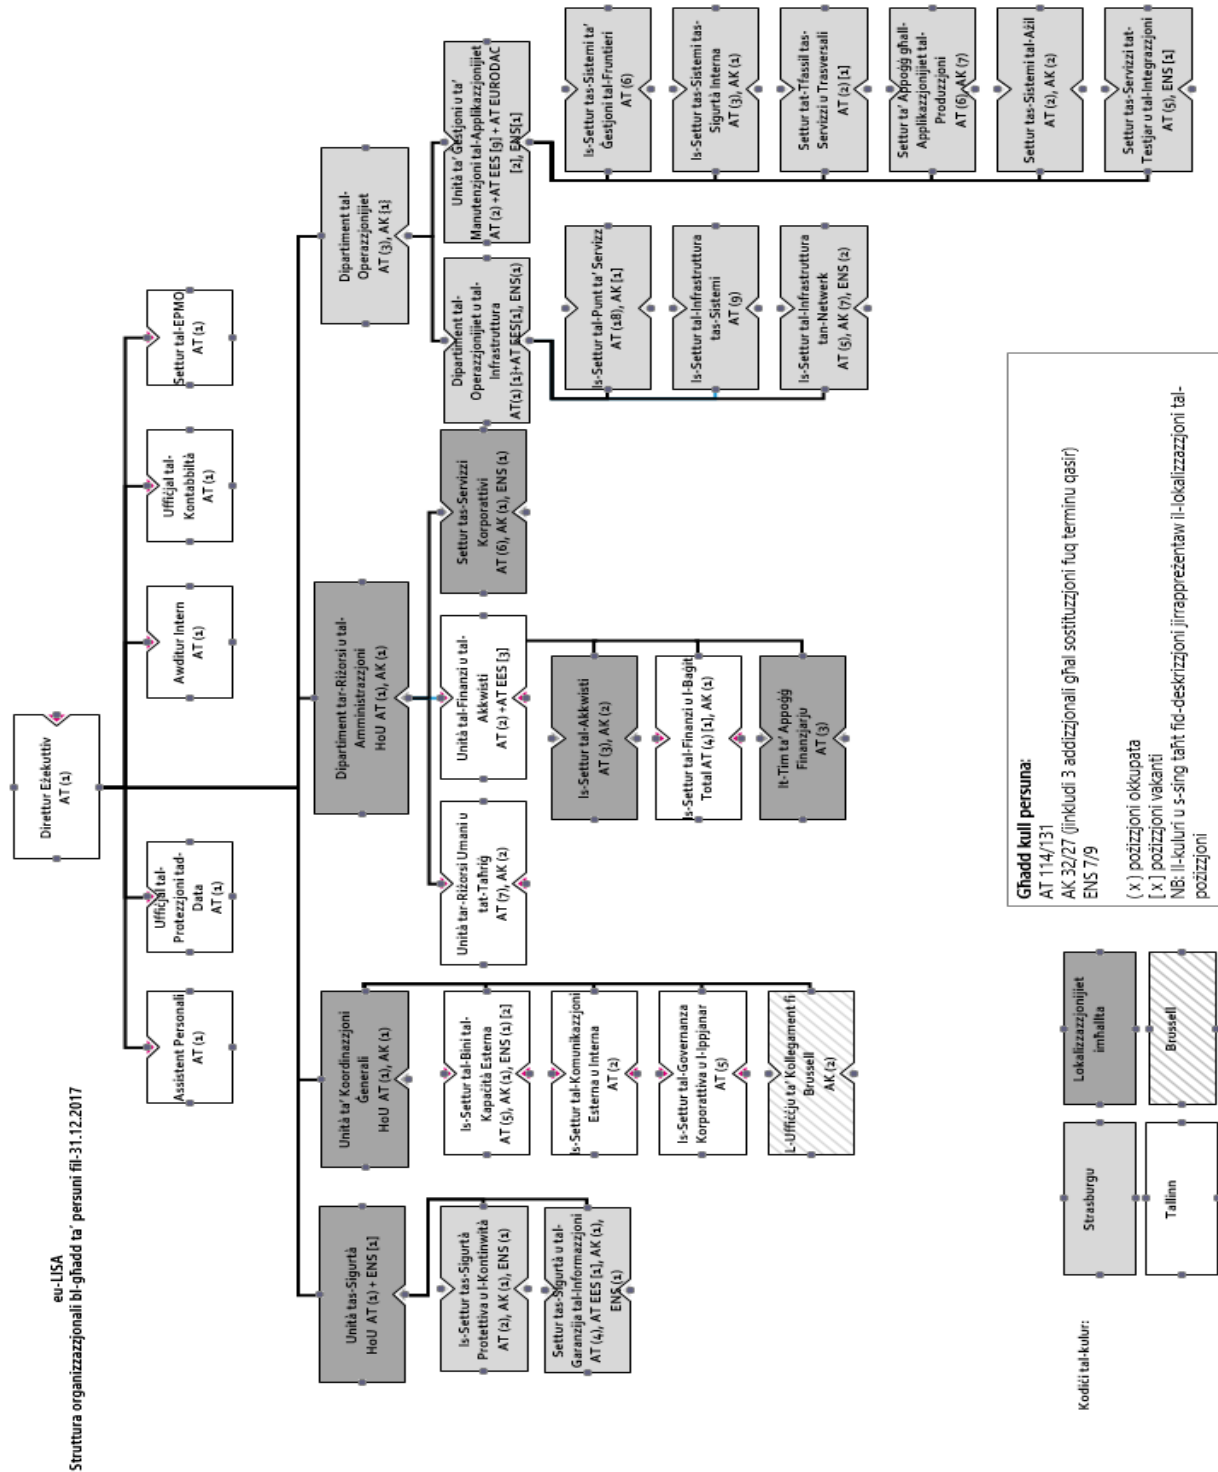 eu-LISA
Struttura organizzazzjonali bl-għadd ta' persuni fil-31.12.2017
Direttur Eżekuttiv
AT (1)
Assistent Personali
AT (1)
Uffiċjal tal-
Protezzjoni tad-
Data
AT (1)
Awditur Intern
AT (1)
Uffiċjal tal-
Kontabbiltà
AT (1)
Settur tal-EPMO
AT (1)
Unità tas-Sigurtà
HoU AT (1) + ENS [1]
Is-Settur tas-Sigurtà
Protettiva u l-Kontinwità
AT (2), AK (1), ENS (1)
Settur tas-Sigurtà u tal-
Garanzija tal-Informazzjoni
AT (4), AT EES [1], AK (1),
ENS (1)
Unità ta' Koordinazzjoni
Ġenerali
HoU AT (1), AK (1)
Is-Settur tal-Bini tal-
Kapaċità Esterna
AT (5), AK (1), ENS (1) [2]
Is-Settur tal-Komunikazzjoni
Esterna u Interna
AT (2)
Is-Settur tal-Governanza
Korporattiva u l-Ippjanar
AT (5)
L-Uffiċċju ta' Kollegament fi
Brussell
AK (2)
Dipartiment tar-Riżorsi u tal-
Amministrazzjoni
HoU AT (1), AK (1)
Unità tar-Riżorsi Umani u
tat-Taħriġ
AT (7), AK (2)
Unità tal-Finanzi u tal-
Akkwisti
AT (2) +AT EES [3]
Is-Settur tal-Akkwisti
AT (3), AK (2)
Is-Settur tal-Finanzi u l-Baġit
Total AT (4) [1], AK (1)
It-Tim ta' Appoġġ
Finanzjarju
AT (3)
Settur tas-Servizzi
Korporattivi
AT (6), AK (1), ENS (1)
Dipartiment tal-
Operazzjonijiet
AT (3), AK [1]
Dipartiment tal-
Operazzjonijiet u tal-
Infrastruttura
AT(1) [1]+AT EES[1], ENS(1)
Is-Settur tal-Punt ta' Servizz
AT(18), AK [1]
Is-Settur tal-Infrastruttura
tas-Sistemi
AT (9)
Is-Settur tal-Infrastruttura
tan-Netwerk
AT (5), AK (7), ENS (2)
Unità ta' Ġestjoni u ta'
Manutenzjoni tal-Applikazzjonijiet
AT (2) +AT EES [9] + AT EURODAC
[2], ENS[1]
Is-Settur tas-Sistemi ta'
Ġestjoni tal-Fruntieri
AT (6)
Is-Settur tas-Sistemi tas-
Sigurtà Interna
AT (3), AK (1)
Settur tat-Tfassil tas-
Servizzi u Trasversali
AT (2) [1]
Settur ta' Appoġġ għall-
Applikazzjonijiet tal-
Produzzjoni
AT (6), AK (7)
Settur tas-Sistemi tal-Ażil
AT (2), AK (2)
Settur tas-Servizzi tat-
Testjar u tal-Integrazzjoni
AT (5), ENS [1]
Kodiċi tal-kulur:
Strasburgu
Lokalizzazzjonijiet
imħallta
Tallinn
Brussell
Għadd kull persuna:
AT 114/131
AK 32/27 (jinkludi 3 addizzjonali għal sostituzzjoni fuq terminu qasir)
ENS 7/9
( x ) pożizzjoni okkupata
[ x ] pożizzjoni vakanti
NB: Il-kuluri u s-sing taħt fid-deskrizzjoni jirrappreżentaw il-lokalizzazzjoni tal-
pożizzjoni